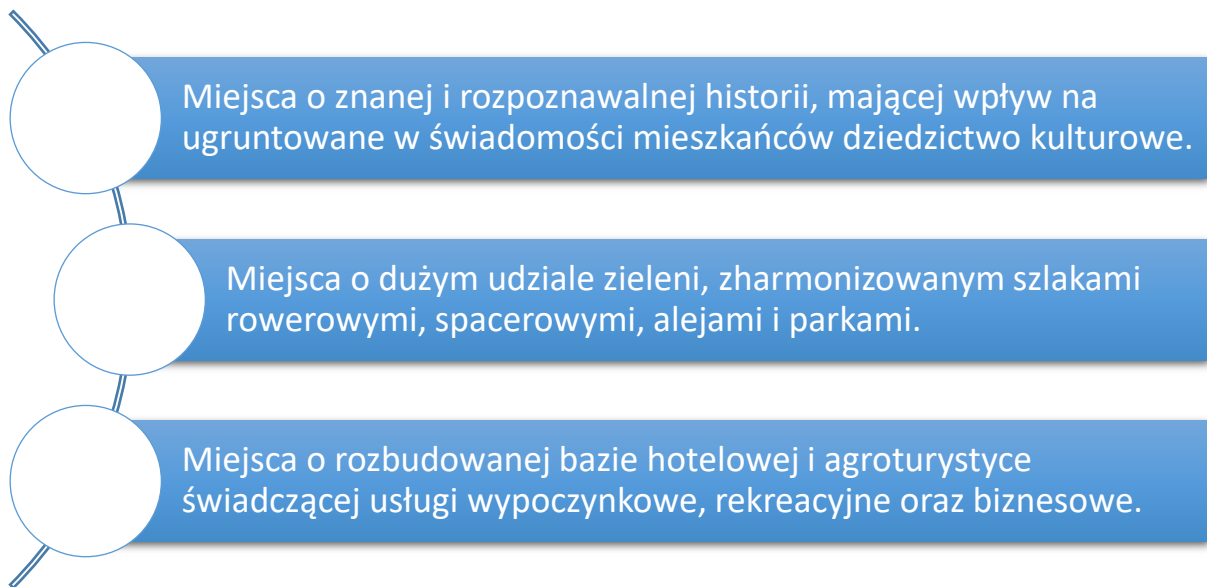 Miejsca o znanej i rozpoznawalnej historii, mającej wpływ na
ugruntowane w świadomości mieszkańców dziedzictwo kulturowe.
Miejsca o dużym udziale zieleni, zharmonizowanym szlakami
rowerowymi, spacerowymi, alejami i parkami.
Miejsca o rozbudowanej bazie hotelowej i agroturystyce
świadczącej usługi wypoczynkowe, rekreacyjne oraz biznesowe.